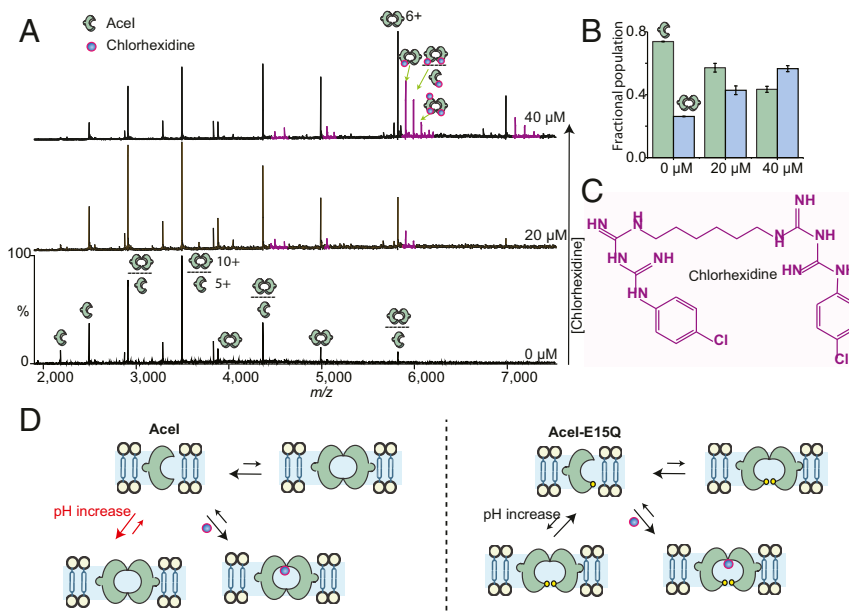 A
AceI
Chlorhexidine
6+
40 µM
20 µM
100
10+
5+
%
0
0 µM
2,000 3,000 4,000 5,000 6,000 7,000
m/z
[Chlorhexidine]
B
Fractional population
0.8
0.4
0.0
0 µM 20 µM 40 µM
C
NH
H
N
N
H
NH
NH
NH
N
NH
NH
NH
NH
Chlorhexidine
Cl
Cl
D
AceI
pH increase
AceI-E15Q
pH increase